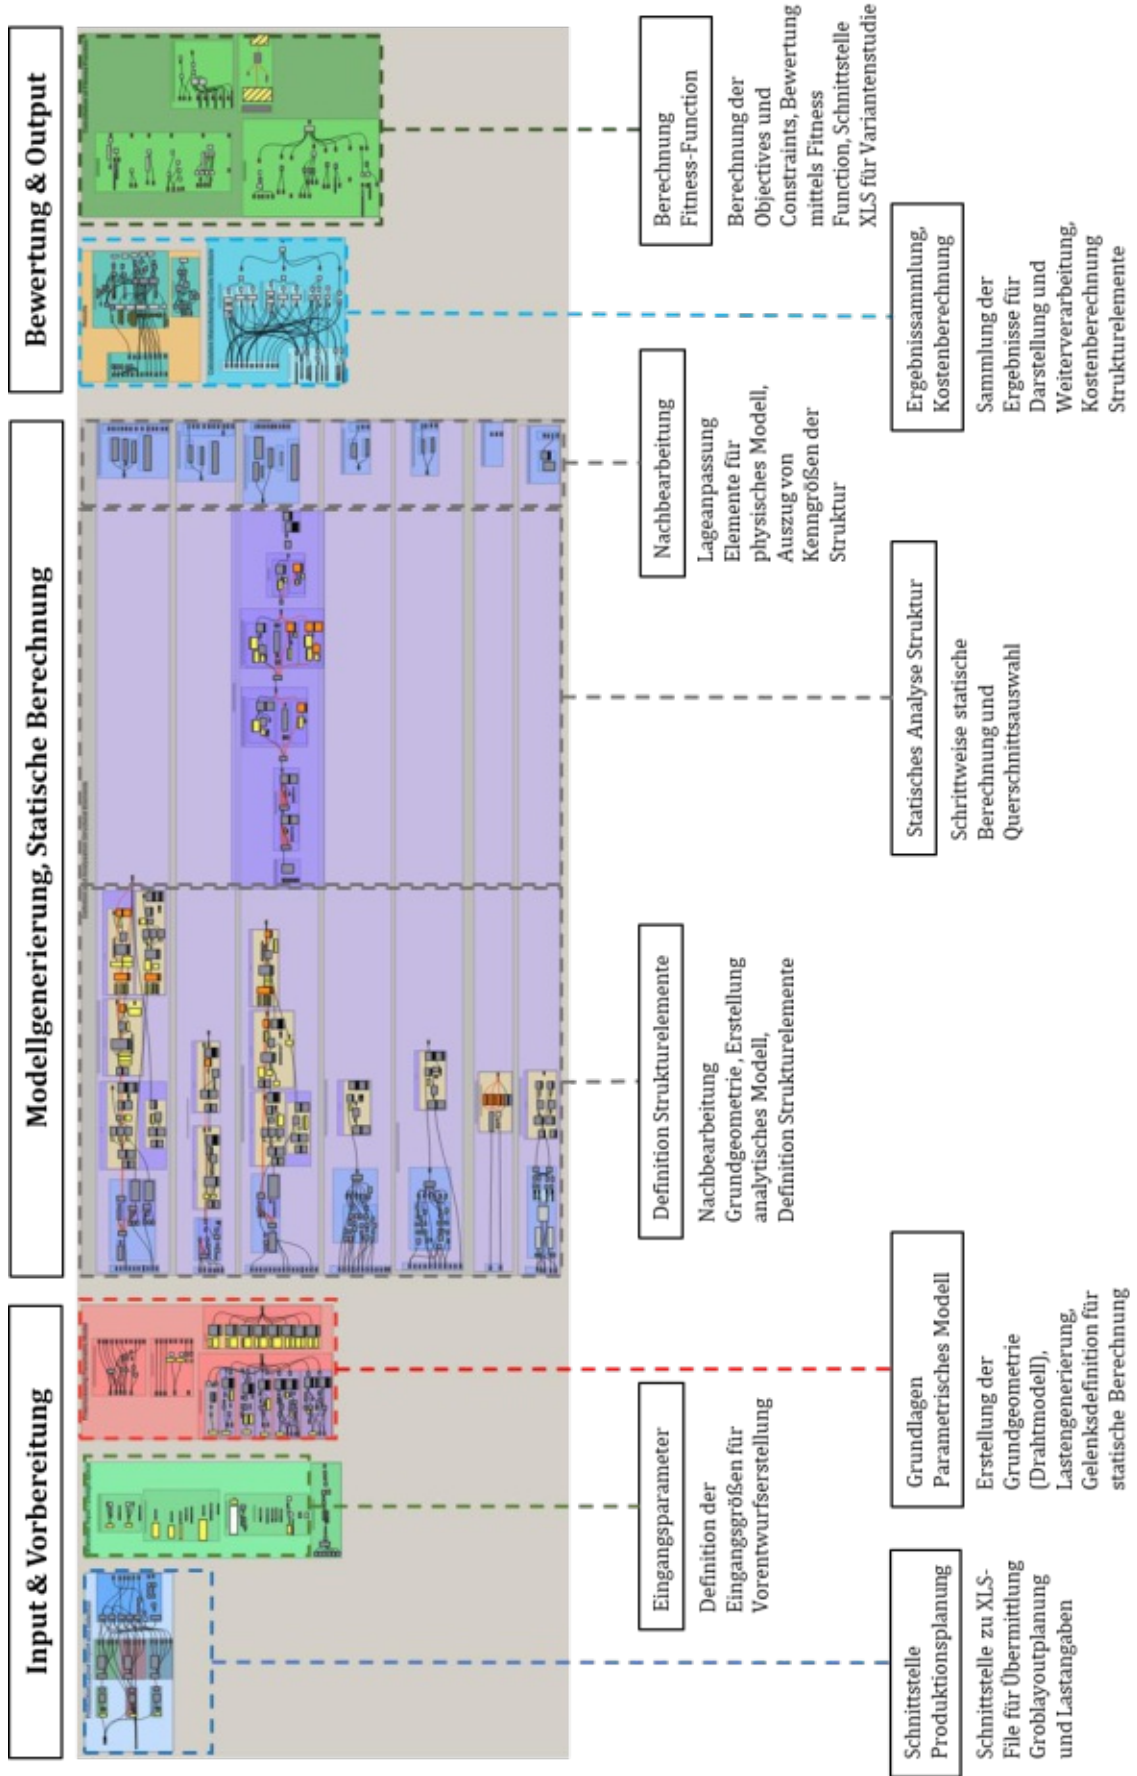 Input & Vorbereitung
Modellgenerierung, Statische Berechnung
Bewertung & Output
Schnittstelle
Produktionsplanung
Schnittstelle zu XLS-
File für Übermittlung
Groblayoutplanung
und Lastangaben
Eingangsparameter
Definition der
Eingangsgrößen für
Vorentwurfserstellung
Grundlagen
Parametrisches Modell
Erstellung der
Grundgeometrie
(Drahtmodell),
Lastengenerierung,
Gelenksdefinition für
statische Berechnung
Definition Strukturelemente
Nachbearbeitung
Grundgeometrie, Erstellung
analytisches Modell,
Definition Strukturelemente
Statisches Analyse Struktur
Schrittweise statische
Berechnung und
Querschnittsauswahl
Nachbearbeitung
Lageanpassung
Elemente für
physisches Modell,
Auszug von
Kenngrößen der
Struktur
Ergebnissammlung,
Kostenberechnung
Sammlung der
Ergebnisse für
Darstellung und
Weiterverarbeitung,
Kostenberechnung
Strukturelemente
Berechnung
Fitness-Function
Berechnung der
Objectives und
Constraints, Bewertung
mittels Fitness
Function, Schnittstelle
XLS für Variantenstudie